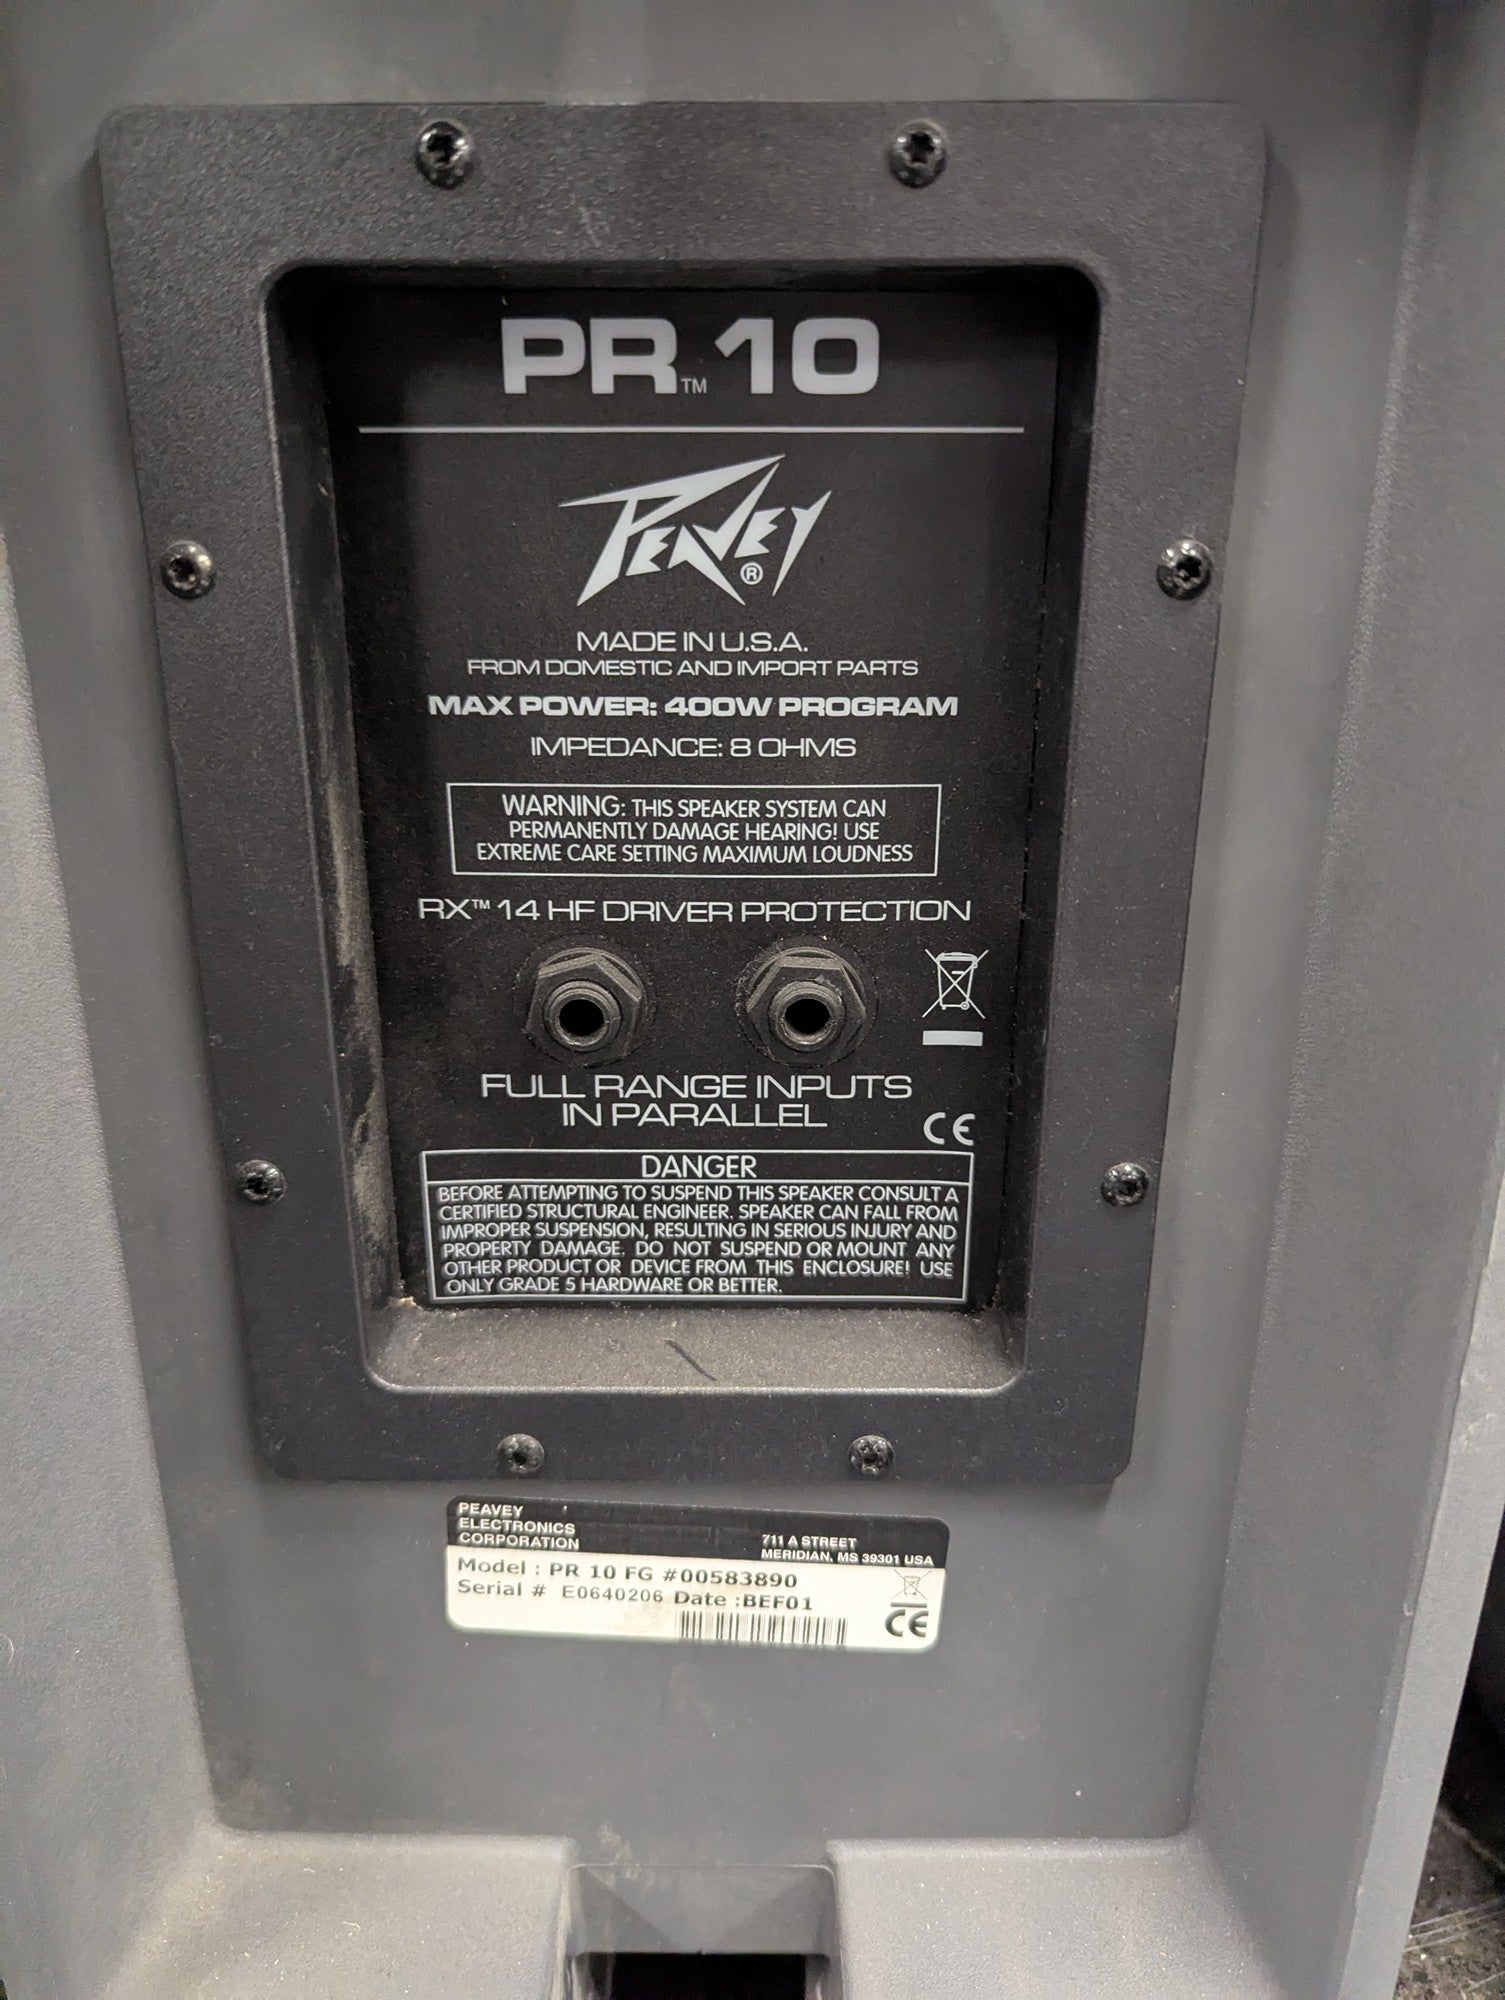 PR™ 10
PEAVEY®
MADE IN U.S.A.
FROM DOMESTIC AND IMPORT PARTS
MAX POWER: 400W PROGRAM
IMPEDANCE: 8 OHMS
WARNING: THIS SPEAKER SYSTEM CAN
PERMANENTLY DAMAGE HEARING! USE
EXTREME CARE SETTING MAXIMUM LOUDNESS
RX™ 14 HF DRIVER PROTECTION
FULL RANGE INPUTS
IN PARALLEL
CE
DANGER
BEFORE ATTEMPTING TO SUSPEND THIS SPEAKER CONSULT A
CERTIFIED STRUCTURAL ENGINEER. SPEAKER CAN FALL FROM
IMPROPER SUSPENSION, RESULTING IN SERIOUS INJURY AND
PROPERTY DAMAGE. DO NOT SUSPEND OR MOUNT ANY
OTHER PRODUCT OR DEVICE FROM THIS ENCLOSURE! USE
ONLY GRADE 5 HARDWARE OR BETTER.
PEAVEY
ELECTRONICS
CORPORATION
711 A STREET
MERIDIAN, MS 39301 USA
Model : PR 10 FG #00583890
Serial # E0640206 Date :BEF01
CE